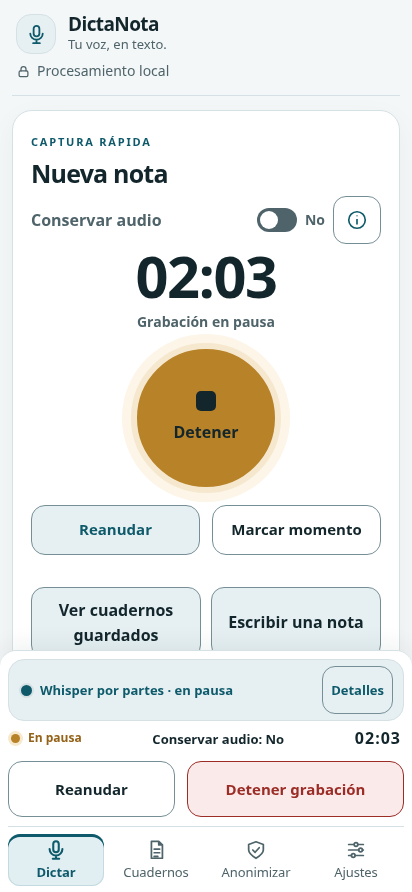 DictaNota
Tu voz, en texto.
Procesamiento local
CAPTURA RÁPIDA
Nueva nota
Conservar audio
No
02:03
Grabación en pausa
Detener
Reanudar
Marcar momento
Ver cuadernos
guardados
Escribir una nota
Whisper por partes · en pausa
Detalles
En pausa
Conservar audio: No
02:03
Reanudar
Detener grabación
Dictar
Cuadernos
Anonimizar
Ajustes